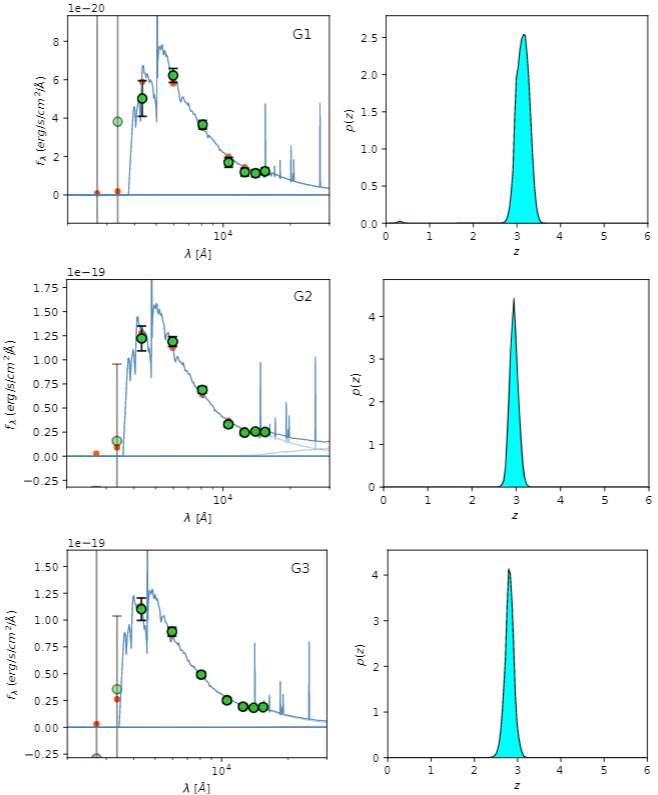 1e−20
G1
8
6
4
2
0
f_λ (erg/s/cm²/Å)
10⁴
λ [Å]
2.5
2.0
1.5
1.0
0.5
0.0
p(z)
0 1 2 3 4 5 6
z
1e−19
G2
1.75
1.50
1.25
1.00
0.75
0.50
0.25
0.00
−0.25
f_λ (erg/s/cm²/Å)
10⁴
λ [Å]
4
3
2
1
0
p(z)
0 1 2 3 4 5 6
z
1e−19
G3
1.50
1.25
1.00
0.75
0.50
0.25
0.00
−0.25
f_λ (erg/s/cm²/Å)
10⁴
λ [Å]
4
3
2
1
0
p(z)
0 1 2 3 4 5 6
z